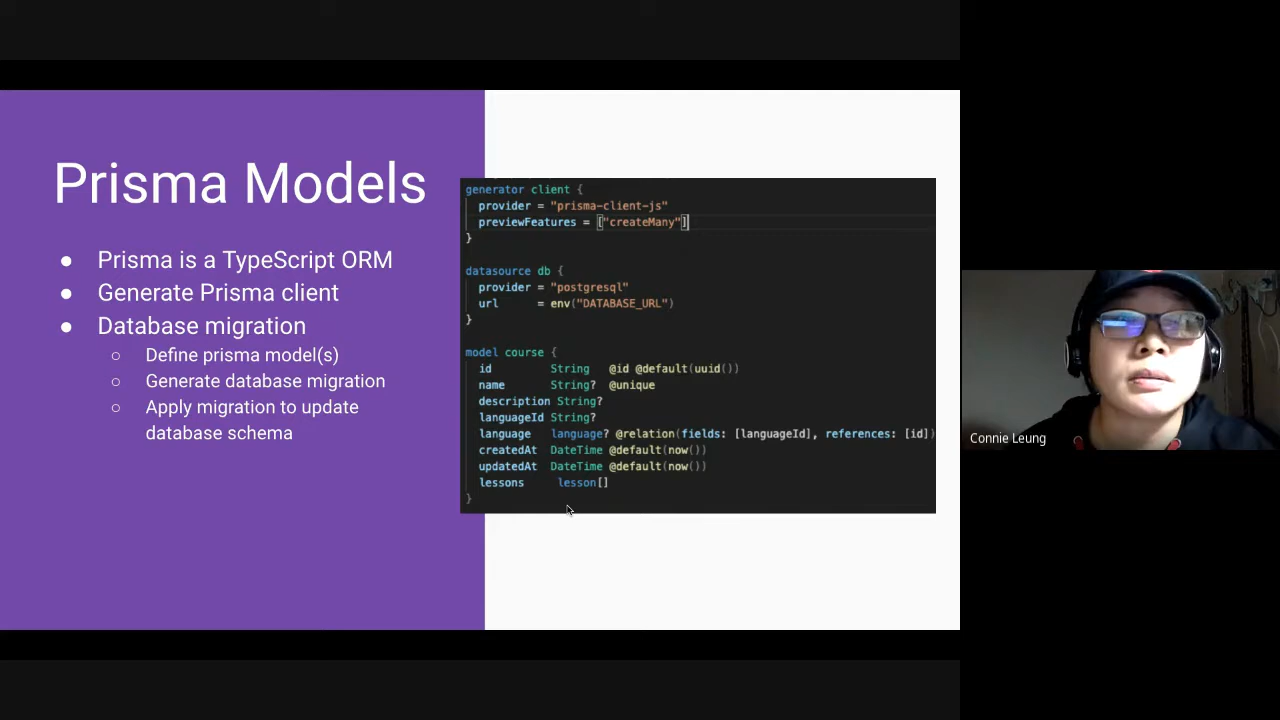 Prisma Models
● Prisma is a TypeScript ORM
● Generate Prisma client
● Database migration
○ Define prisma model(s)
○ Generate database migration
○ Apply migration to update
database schema
generator client {
provider = "prisma-client-js"
previewFeatures = ["createMany"]
}
datasource db {
provider = "postgresql"
url = env("DATABASE_URL")
}
model course {
id String @id @default(uuid())
name String? @unique
description String?
languageId String?
language language? @relation(fields: [languageId], references: [id])
createdAt DateTime @default(now())
updatedAt DateTime @default(now())
lessons lesson[]
}
Connie Leung